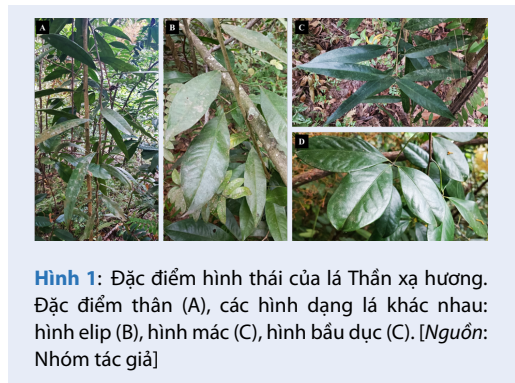 A
B
C
D
Hình 1: Đặc điểm hình thái của lá Thần xạ hương.
Đặc điểm thân (A), các hình dạng lá khác nhau:
hình elip (B), hình mác (C), hình bầu dục (C). [Nguồn:
Nhóm tác giả]